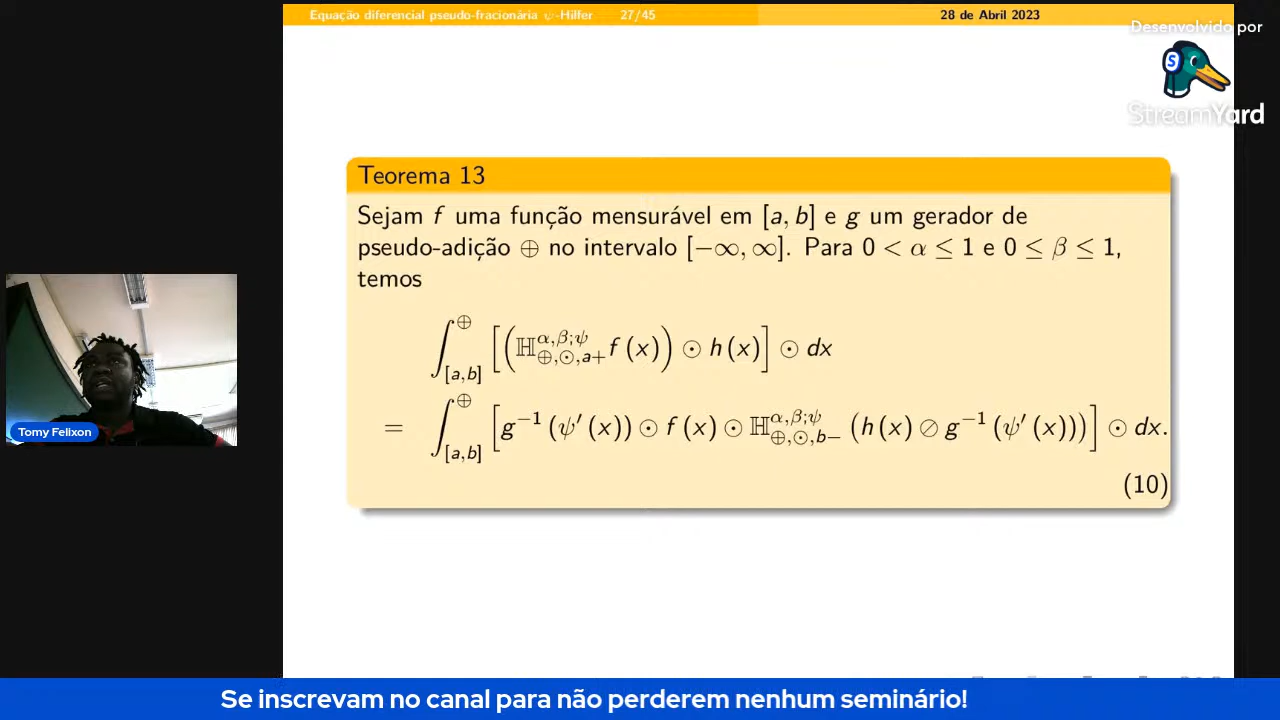 Equação diferencial pseudo-fracionária ψ-Hilfer 27/45 28 de Abril 2023
Desenvolvido por
S
StreamYard
Teorema 13
Sejam f uma função mensurável em [a, b] e g um gerador de
pseudo-adição ⊕ no intervalo [−∞, ∞]. Para 0 < α ≤ 1 e 0 ≤ β ≤ 1,
temos
∫^⊕_[a,b] [(ℍ^{α,β;ψ}_{⊕,⊙,a+} f (x)) ⊙ h (x)] ⊙ dx
= ∫^⊕_[a,b] [g⁻¹ (ψ′ (x)) ⊙ f (x) ⊙ ℍ^{α,β;ψ}_{⊕,⊙,b−} (h (x) ⊘ g⁻¹ (ψ′ (x)))] ⊙ dx.
(10)
Tomy Felixon
Se inscrevam no canal para não perderem nenhum seminário!